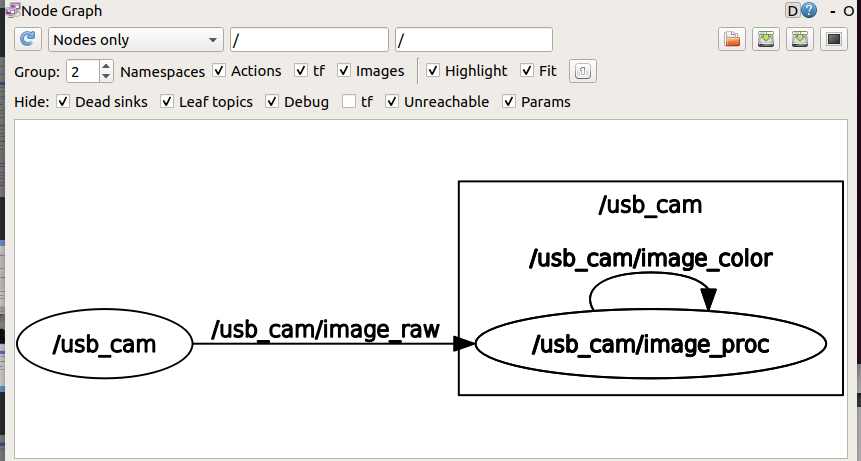 Node Graph D ? - O
Nodes only / /
Group: 2 Namespaces Actions tf Images Highlight Fit
Hide: Dead sinks Leaf topics Debug tf Unreachable Params
/usb_cam
/usb_cam/image_color
/usb_cam/image_raw
/usb_cam
/usb_cam/image_proc